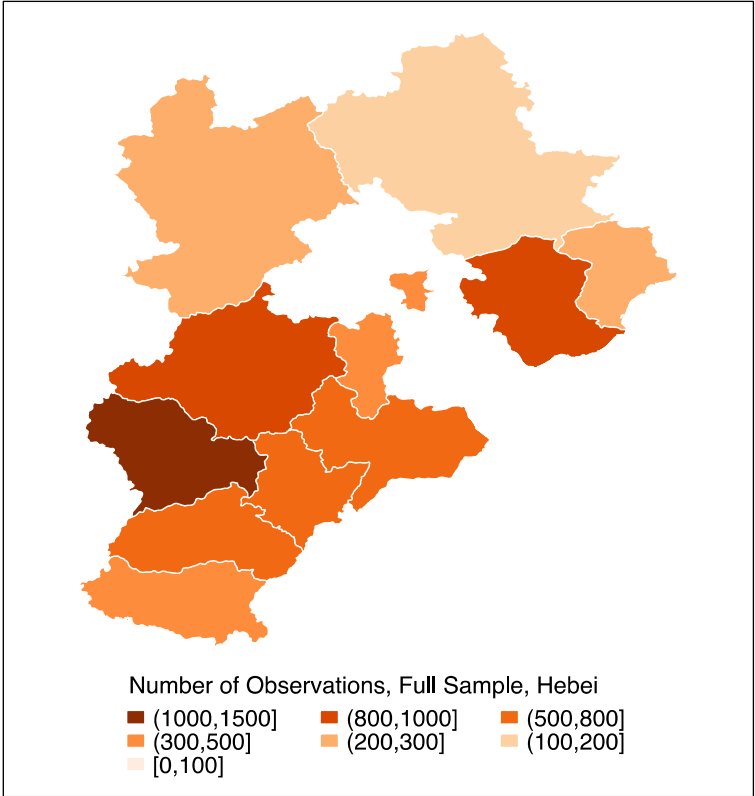 Number of Observations, Full Sample, Hebei
(1000,1500] (800,1000] (500,800]
(300,500] (200,300] (100,200]
[0,100]